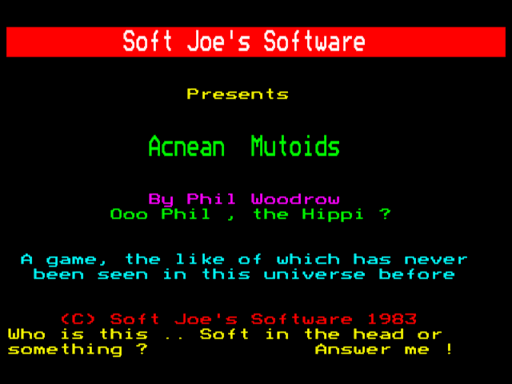 Soft Joe's Software
Presents
Acnean Mutoids
By Phil Woodrow
Ooo Phil , the Hippi ?
A game, the like of which has never
been seen in this universe before
(C) Soft Joe's Software 1983
Who is this .. Soft in the head or
something ? Answer me !